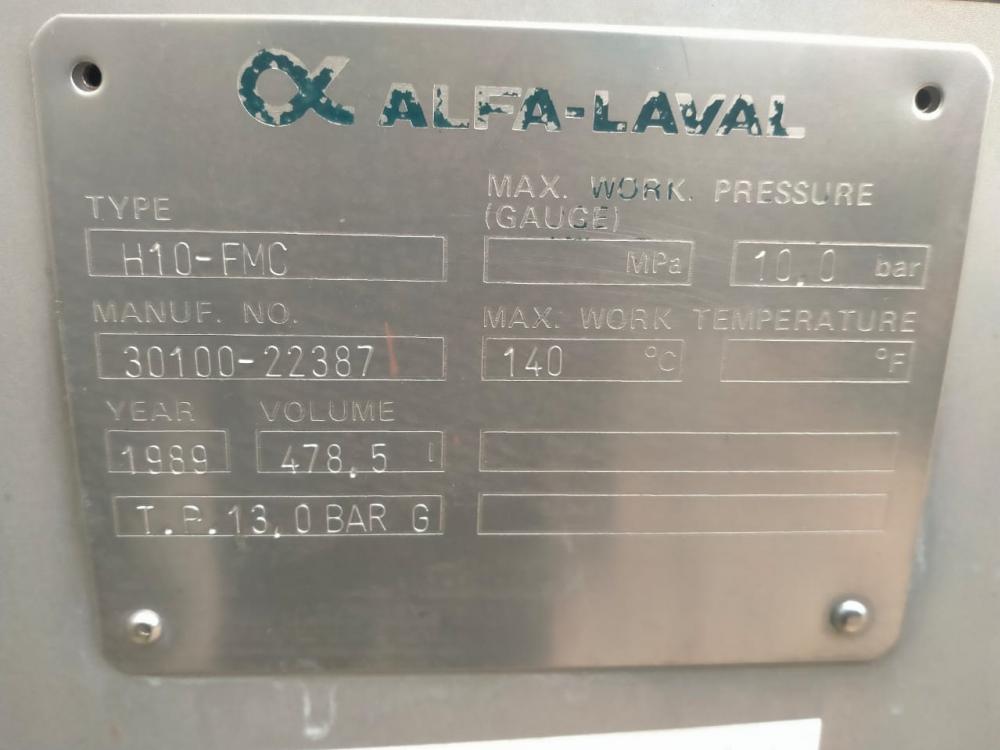 ALFA-LAVAL
TYPE
H10-FMC
MAX. WORK. PRESSURE
(GAUGE)
MPa
10,0 bar
MANUF. NO.
30100-22387
MAX. WORK TEMPERATURE
140 °C
°F
YEAR
1989
VOLUME
478,5 l
T.P. 13,0 BAR G